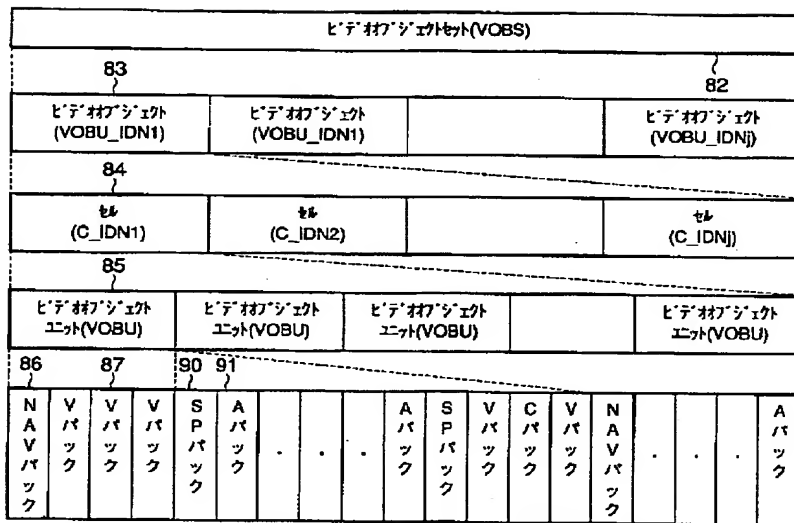 ビデオオブジェクトセット(VOBS)
83
82
ビデオオブジェクト
(VOBU_IDN1)
ビデオオブジェクト
(VOBU_IDN1)
ビデオオブジェクト
(VOBU_IDNj)
84
セル
(C_IDN1)
セル
(C_IDN2)
セル
(C_IDNj)
85
ビデオオブジェクト
ユニット(VOBU)
ビデオオブジェクト
ユニット(VOBU)
ビデオオブジェクト
ユニット(VOBU)
ビデオオブジェクト
ユニット(VOBU)
86
87
90
91
NAVパック
Vパック
Vパック
Vパック
SPパック
Aパック
・
・
・
Aパック
SPパック
Vパック
Cパック
Vパック
NAVパック
・
・
・
Aパック